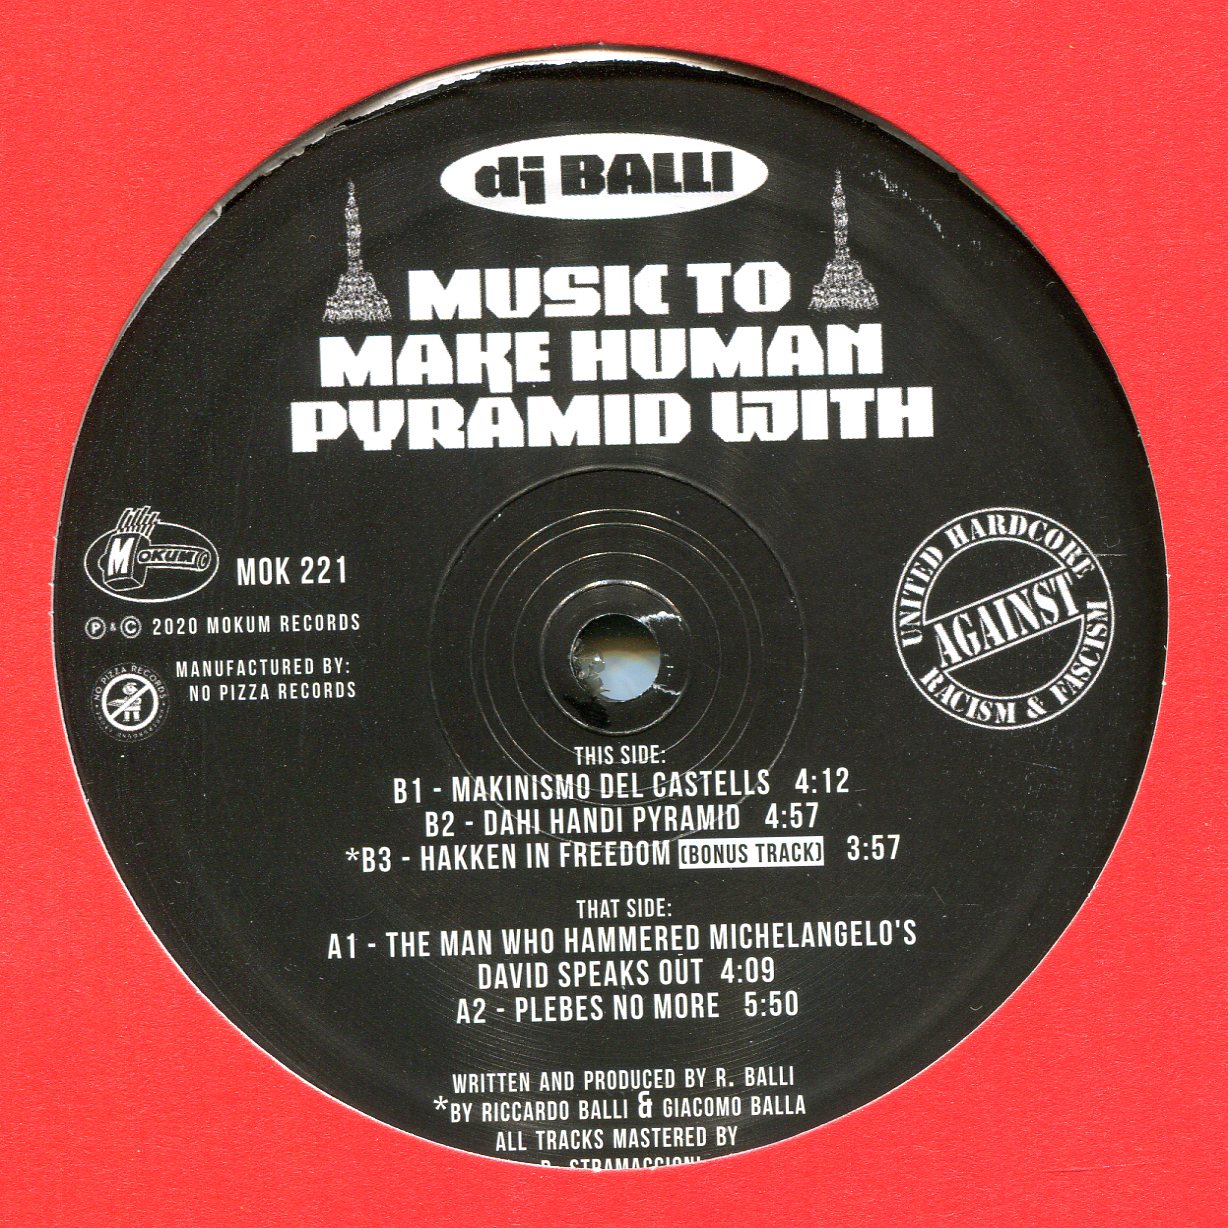 dj BALLI
MUSIC TO
MAKE HUMAN
PYRAMID WITH
MOKUM
MOK 221
Ⓟ & © 2020 MOKUM RECORDS
MANUFACTURED BY:
NO PIZZA RECORDS
NO PIZZA RECORDS
UNITED HARDCORE
AGAINST
RACISM & FASCISM
THIS SIDE:
B1 - MAKINISMO DEL CASTELLS 4:12
B2 - DAHI HANDI PYRAMID 4:57
*B3 - HAKKEN IN FREEDOM (BONUS TRACK) 3:57
THAT SIDE:
A1 - THE MAN WHO HAMMERED MICHELANGELO'S
DAVID SPEAKS OUT 4:09
A2 - PLEBES NO MORE 5:50
WRITTEN AND PRODUCED BY R. BALLI
*BY RICCARDO BALLI & GIACOMO BALLA
ALL TRACKS MASTERED BY
STRAMACCIONI